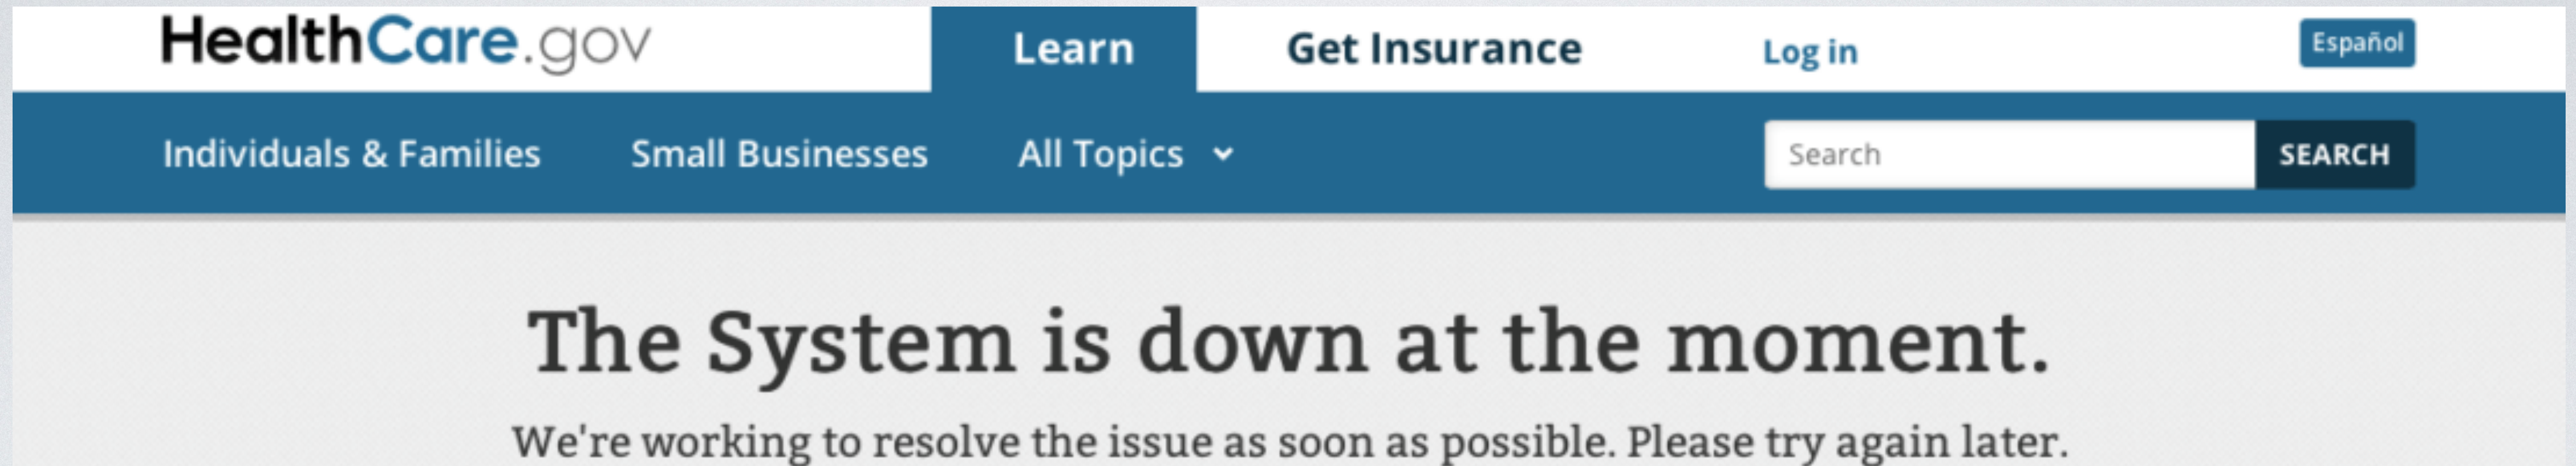 HealthCare.gov Learn Get Insurance Log in Español
Individuals & Families Small Businesses All Topics Search SEARCH
The System is down at the moment.
We're working to resolve the issue as soon as possible. Please try again later.